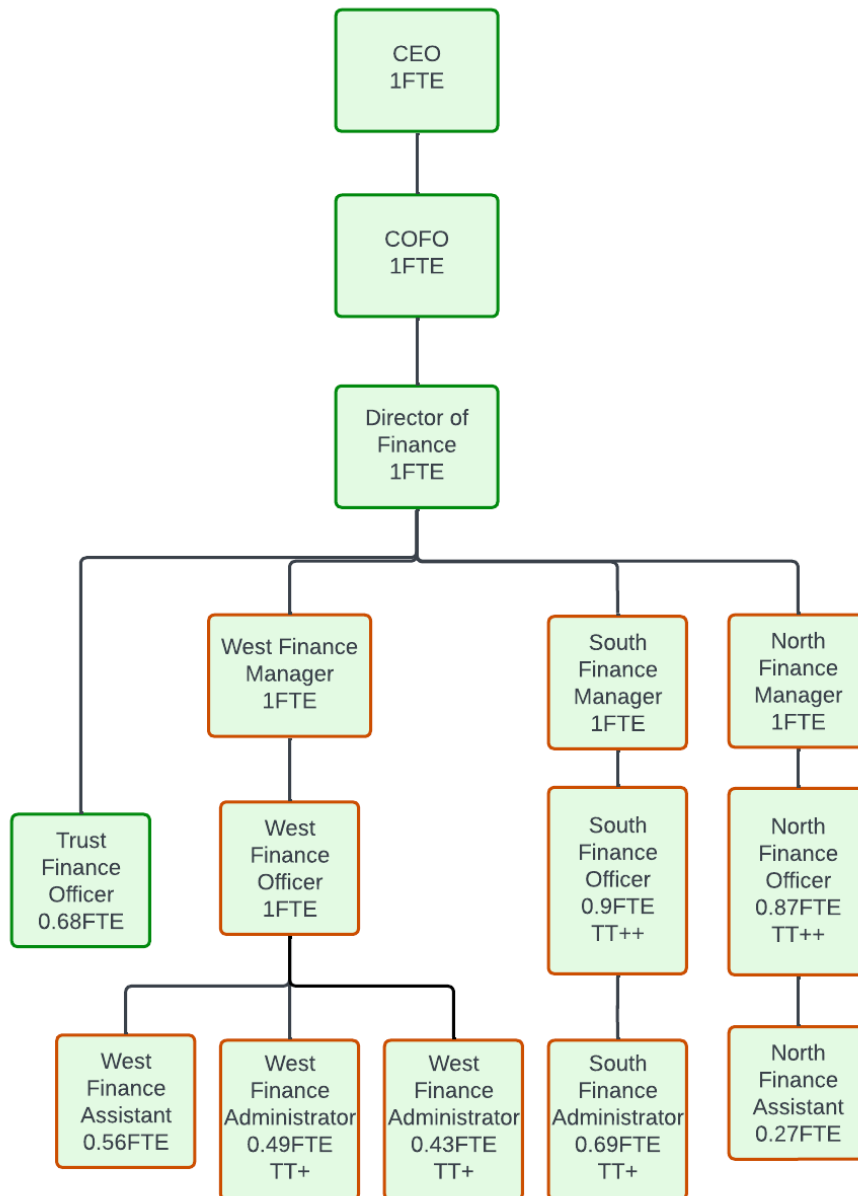 CEO
1FTE
COFO
1FTE
Director of
Finance
1FTE
West Finance
Manager
1FTE
South
Finance
Manager
1FTE
North
Finance
Manager
1FTE
Trust
Finance
Officer
0.68FTE
West
Finance
Officer
1FTE
South
Finance
Officer
0.9FTE
TT++
North
Finance
Officer
0.87FTE
TT++
West
Finance
Assistant
0.56FTE
West
Finance
Administrator
0.49FTE
TT+
West
Finance
Administrator
0.43FTE
TT+
South
Finance
Administrator
0.69FTE
TT+
North
Finance
Assistant
0.27FTE